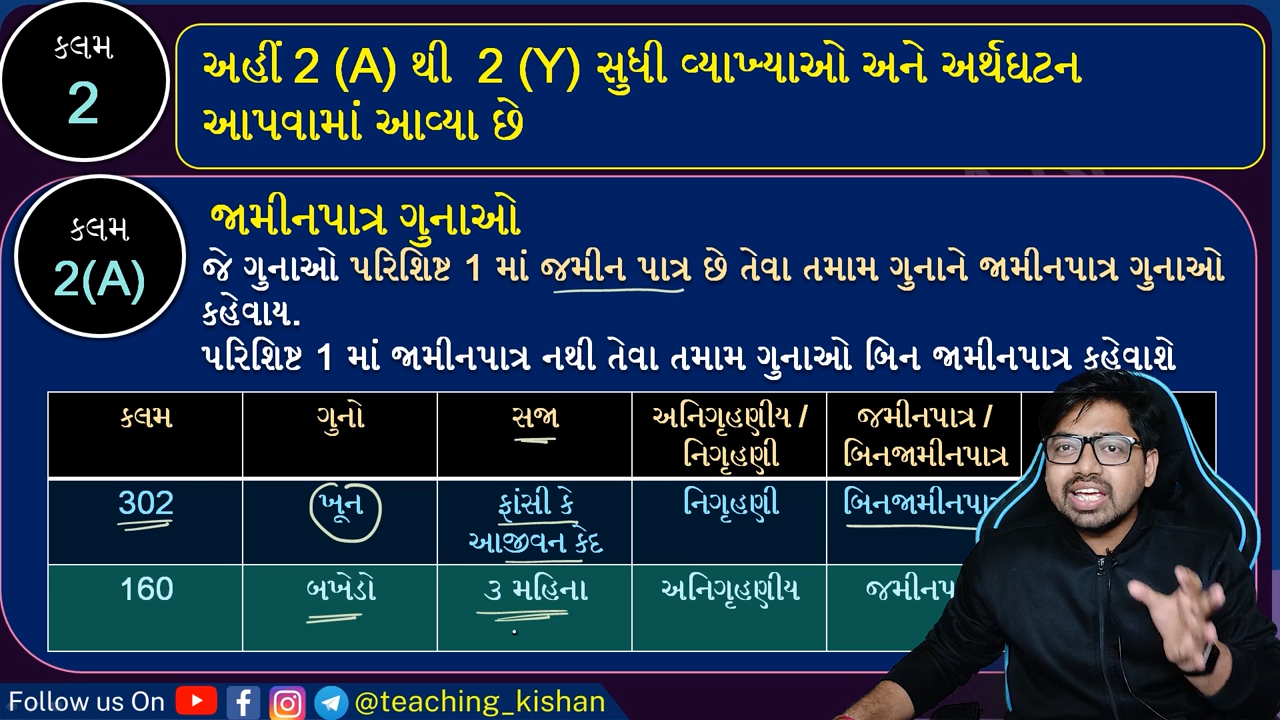 કલમ
2
અહીં 2 (A) થી 2 (Y) સુધી વ્યાખ્યાઓ અને અર્થઘટન
આપવામાં આવ્યા છે
કલમ
2(A)
જામીનપાત્ર ગુનાઓ
જે ગુનાઓ પરિશિષ્ટ 1 માં જમીન પાત્ર છે તેવા તમામ ગુનાને જામીનપાત્ર ગુનાઓ
કહેવાય.
પરિશિષ્ટ 1 માં જામીનપાત્ર નથી તેવા તમામ ગુનાઓ બિન જામીનપાત્ર કહેવાશે
કલમ ગુનો સજા અનિગૃહણીય / જમીનપાત્ર /
નિગૃહણી બિનજામીનપાત્ર
302 ખૂન ફાંસી કે નિગૃહણી
આજીવન કેદ
160 બખેડો ૩ મહિના અનિગૃહણીય
Follow us On @teaching_kishan